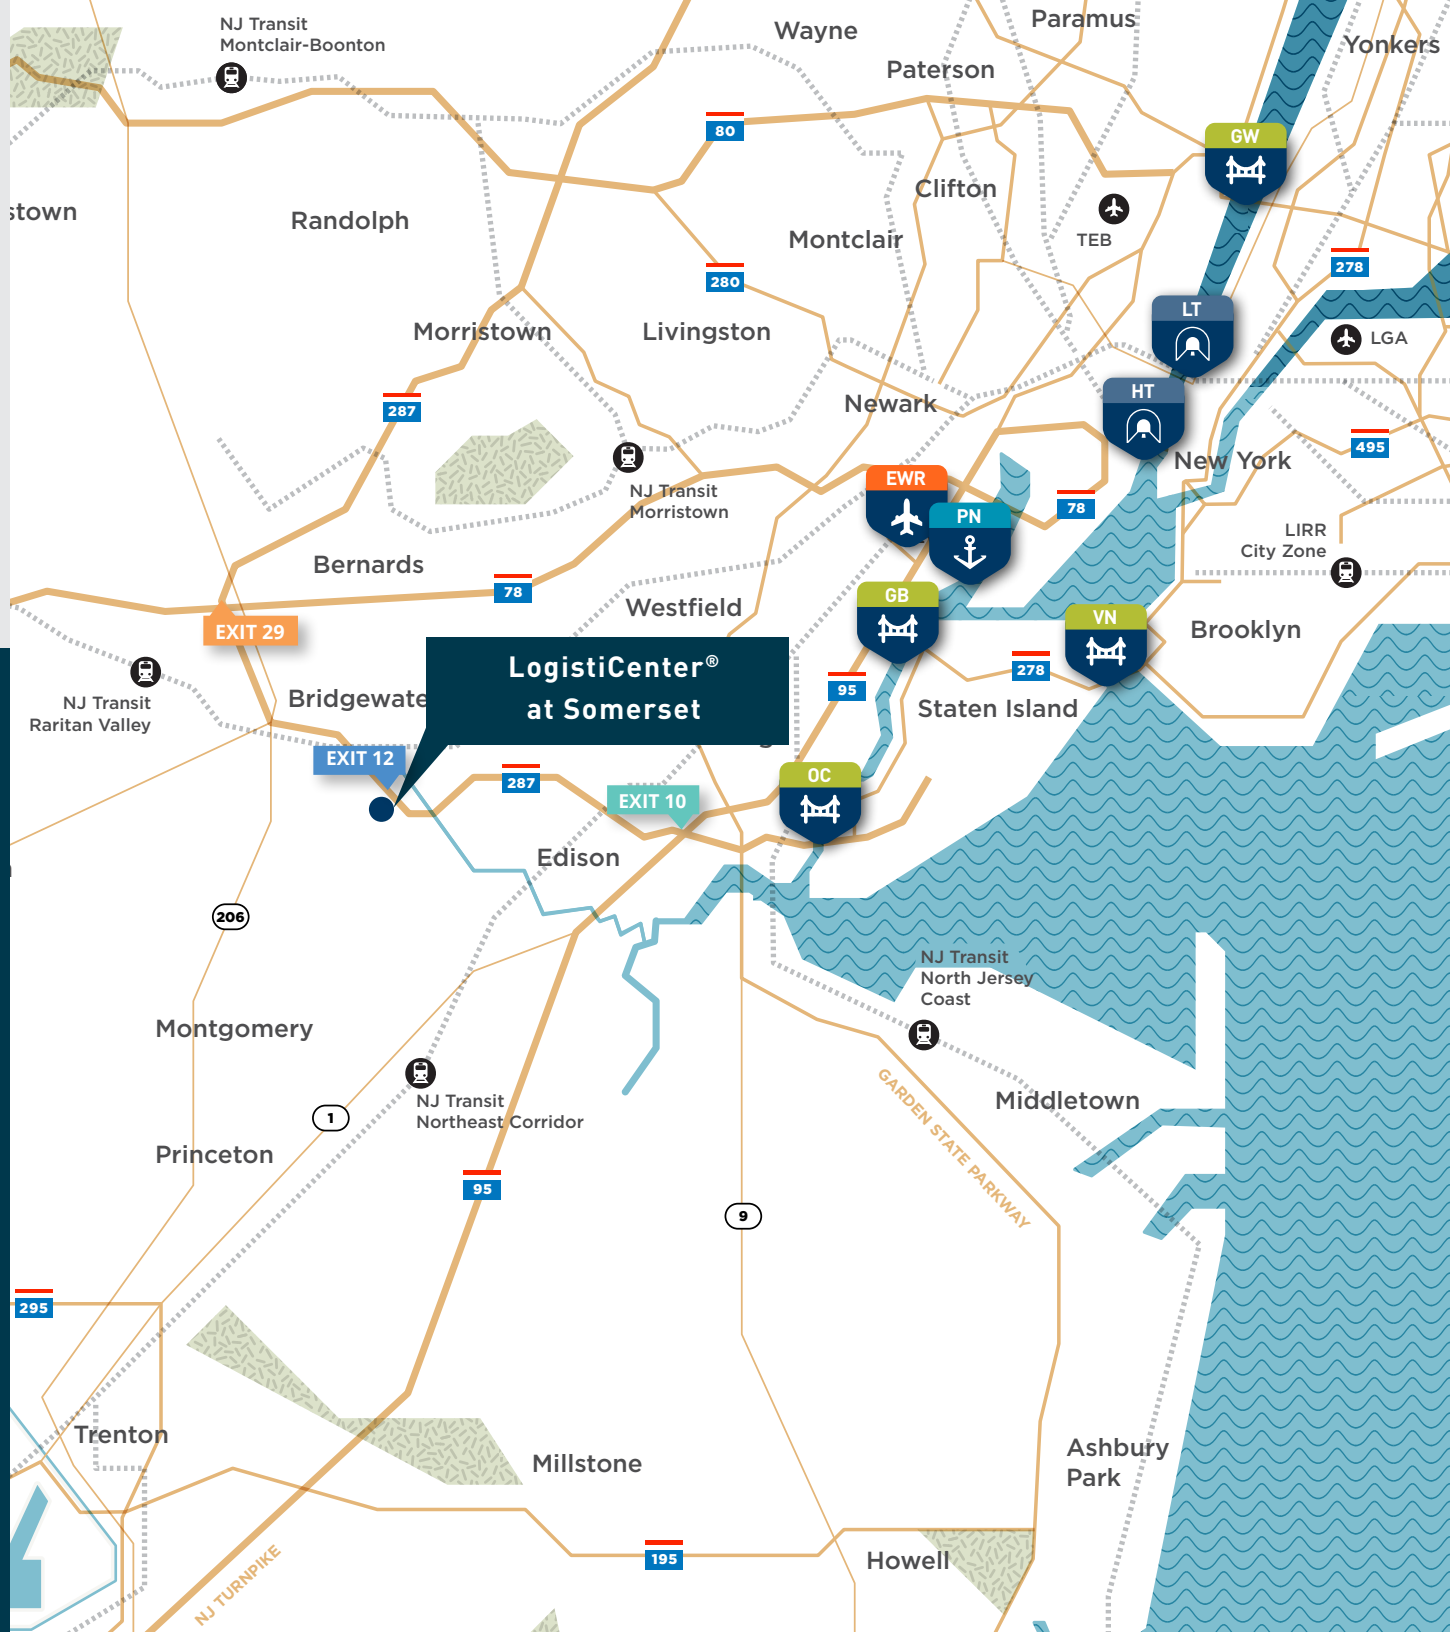 NJ Transit
Montclair-Boonton
Wayne
Paramus
Yonkers
Paterson
80
GW
Clifton
stown
Randolph
Montclair
TEB
278
280
LT
Morristown
Livingston
LGA
HT
287
Newark
495
New York
EWR
NJ Transit
Morristown
78
PN
LIRR
City Zone
Bernards
78
Westfield
GB
VN
EXIT 29
Brooklyn
278
LogistiCenter®
at Somerset
95
NJ Transit
Raritan Valley
Bridgewate
Staten Island
g
EXIT 12
287
OC
EXIT 10
Edison
206
NJ Transit
North Jersey
Coast
Montgomery
GARDEN STATE PARKWAY
NJ Transit
Northeast Corridor
Middletown
1
Princeton
95
9
295
Trenton
Millstone
Ashbury
Park
195
Howell
NJ TURNPIKE